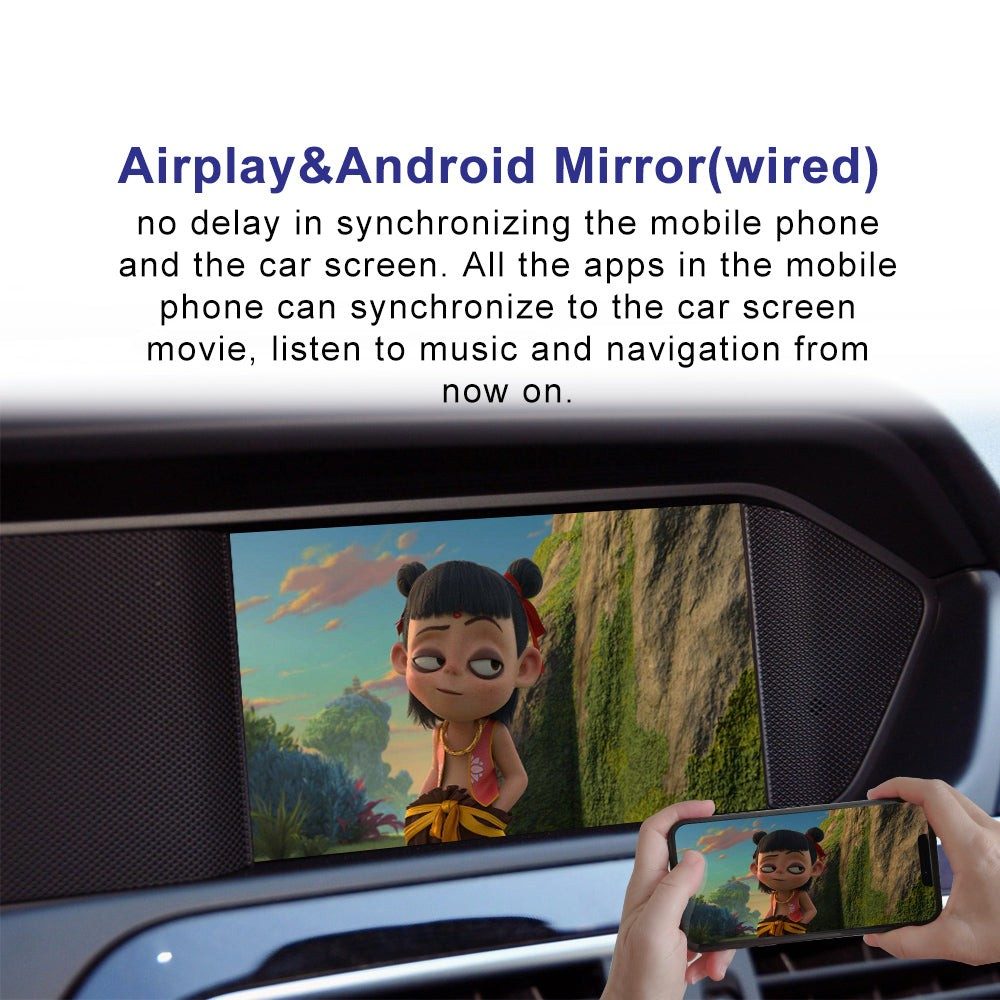 Airplay&Android Mirror(wired)
no delay in synchronizing the mobile phone
and the car screen. All the apps in the mobile
phone can synchronize to the car screen
movie, listen to music and navigation from
now on.